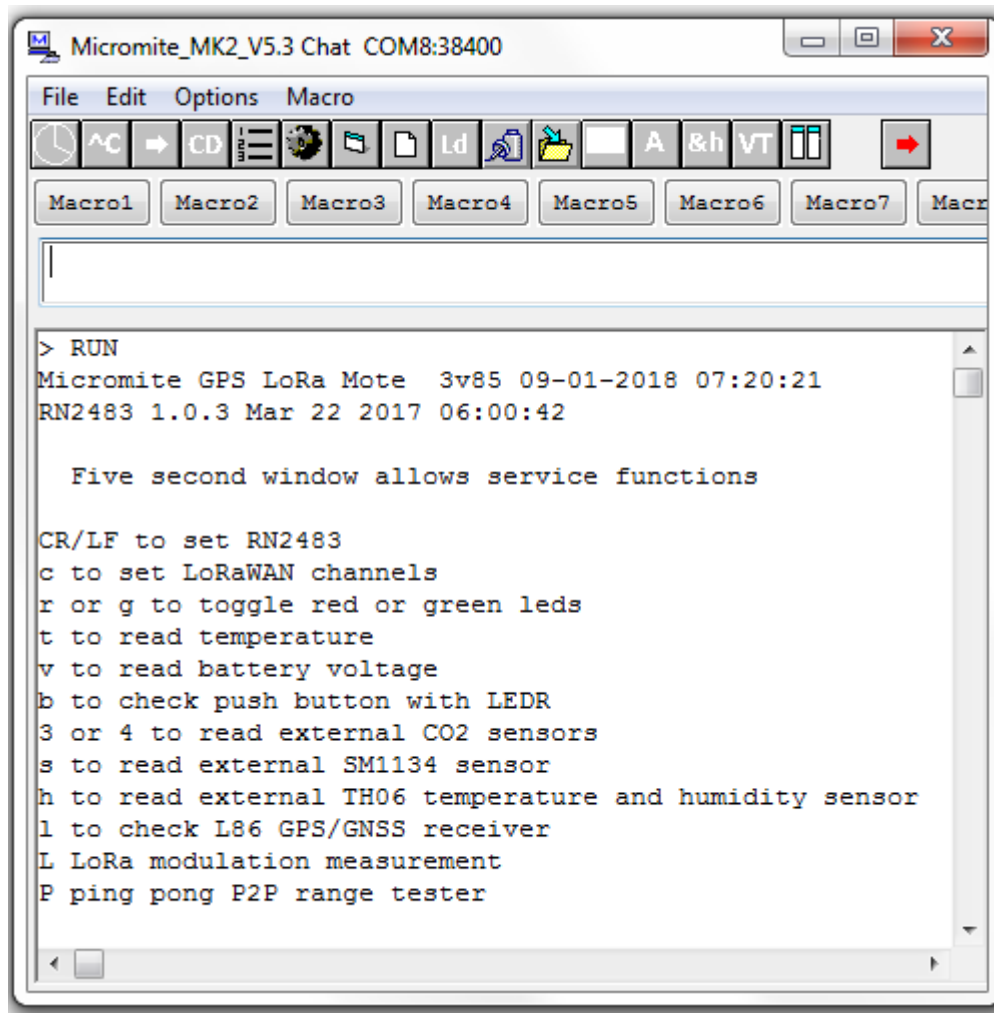 Micromite_MK2_V5.3 Chat COM8:38400
File Edit Options Macro
^C CD Ld A &h VT
Macro1 Macro2 Macro3 Macro4 Macro5 Macro6 Macro7 Macr
> RUN
Micromite GPS LoRa Mote  3v85 09-01-2018 07:20:21
RN2483 1.0.3 Mar 22 2017 06:00:42
Five second window allows service functions
CR/LF to set RN2483
c to set LoRaWAN channels
r or g to toggle red or green leds
t to read temperature
v to read battery voltage
b to check push button with LEDR
3 or 4 to read external CO2 sensors
s to read external SM1134 sensor
h to read external TH06 temperature and humidity sensor
l to check L86 GPS/GNSS receiver
L LoRa modulation measurement
P ping pong P2P range tester